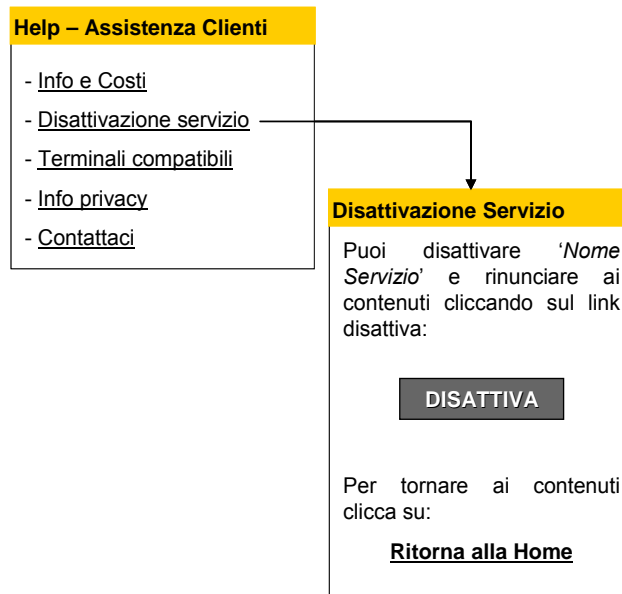 Help – Assistenza Clienti
- Info e Costi
- Disattivazione servizio
- Terminali compatibili
- Info privacy
- Contattaci
Disattivazione Servizio
Puoi disattivare ‘Nome
Servizio’ e rinunciare ai
contenuti cliccando sul link
disattiva:
DISATTIVA
Per tornare ai contenuti
clicca su:
Ritorna alla Home